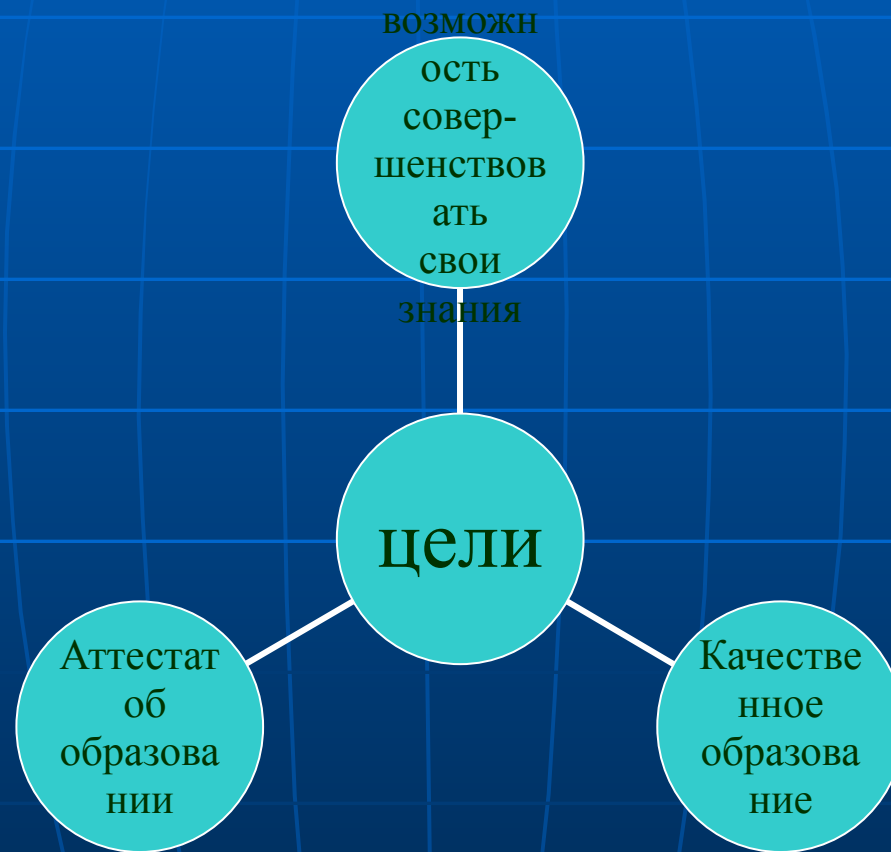 возможн
ость
совер-
шенствов
ать
свои
знания
цели
Аттестат
об
образова
нии
Качестве
нное
образова
ние